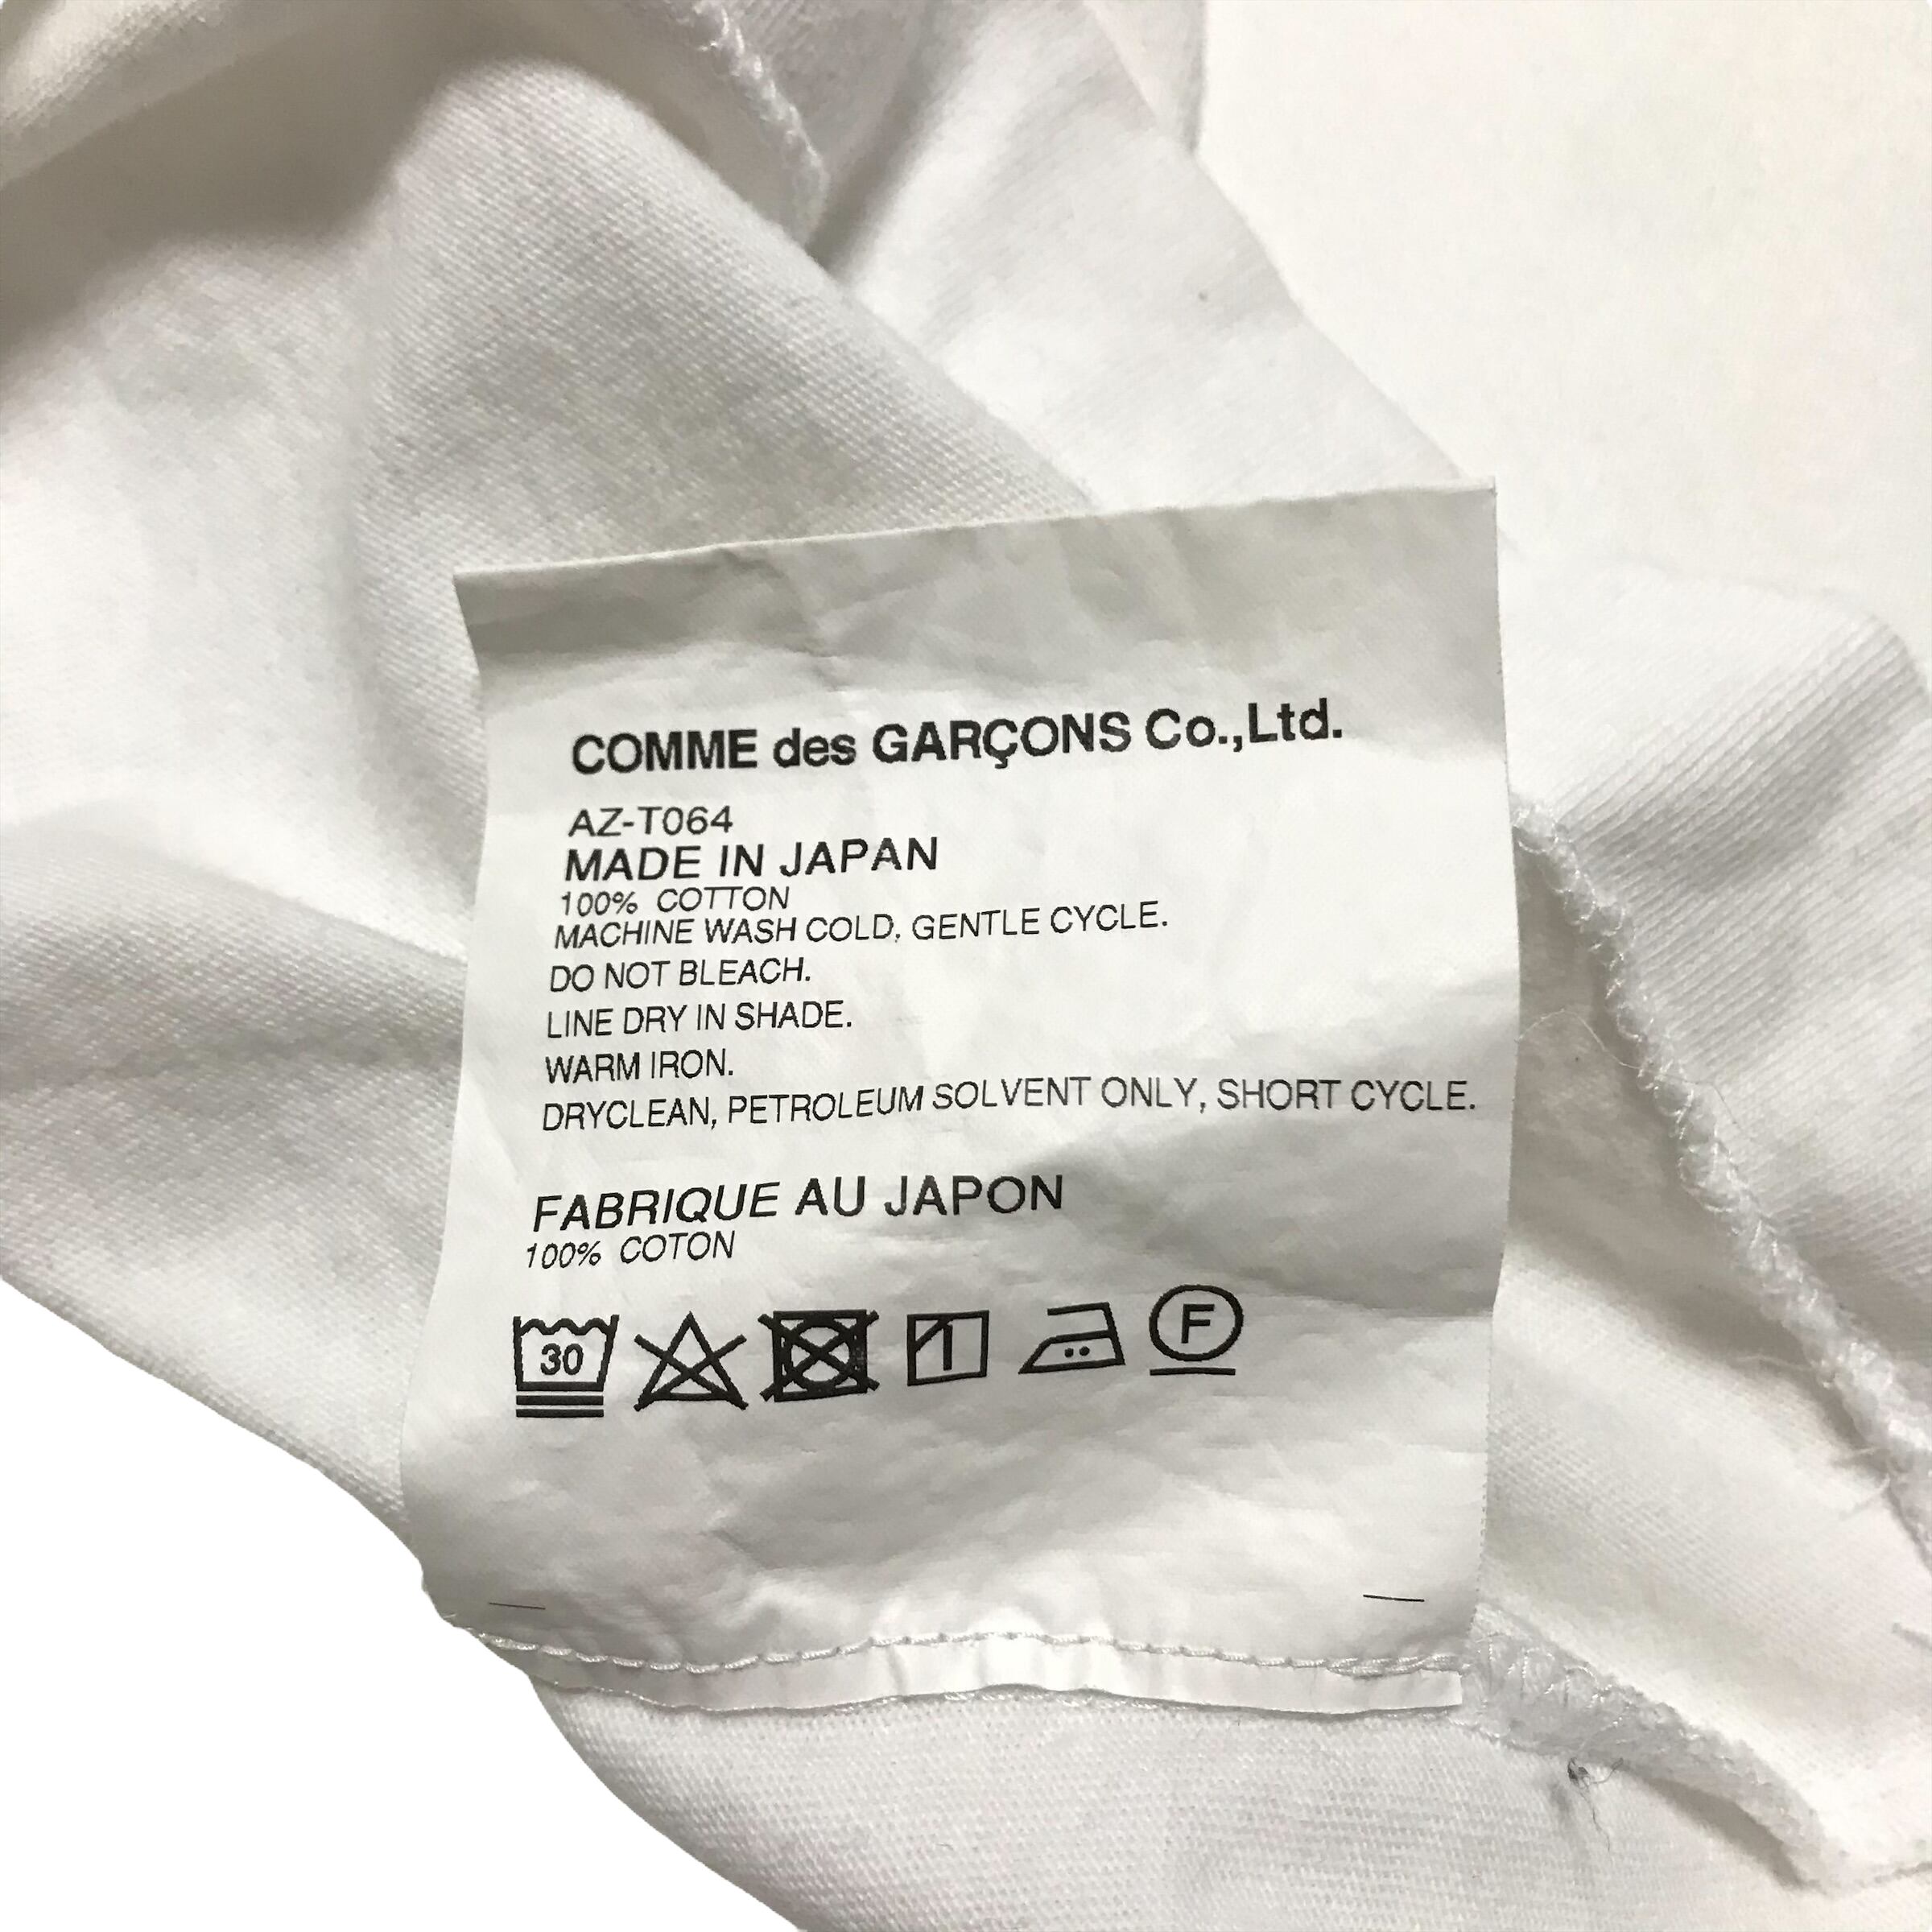 COMME des GARÇONS Co.,Ltd.
AZ-T064
MADE IN JAPAN
100% COTTON
MACHINE WASH COLD, GENTLE CYCLE.
DO NOT BLEACH.
LINE DRY IN SHADE.
WARM IRON.
DRYCLEAN, PETROLEUM SOLVENT ONLY, SHORT CYCLE.
FABRIQUE AU JAPON
100% COTON
30 F